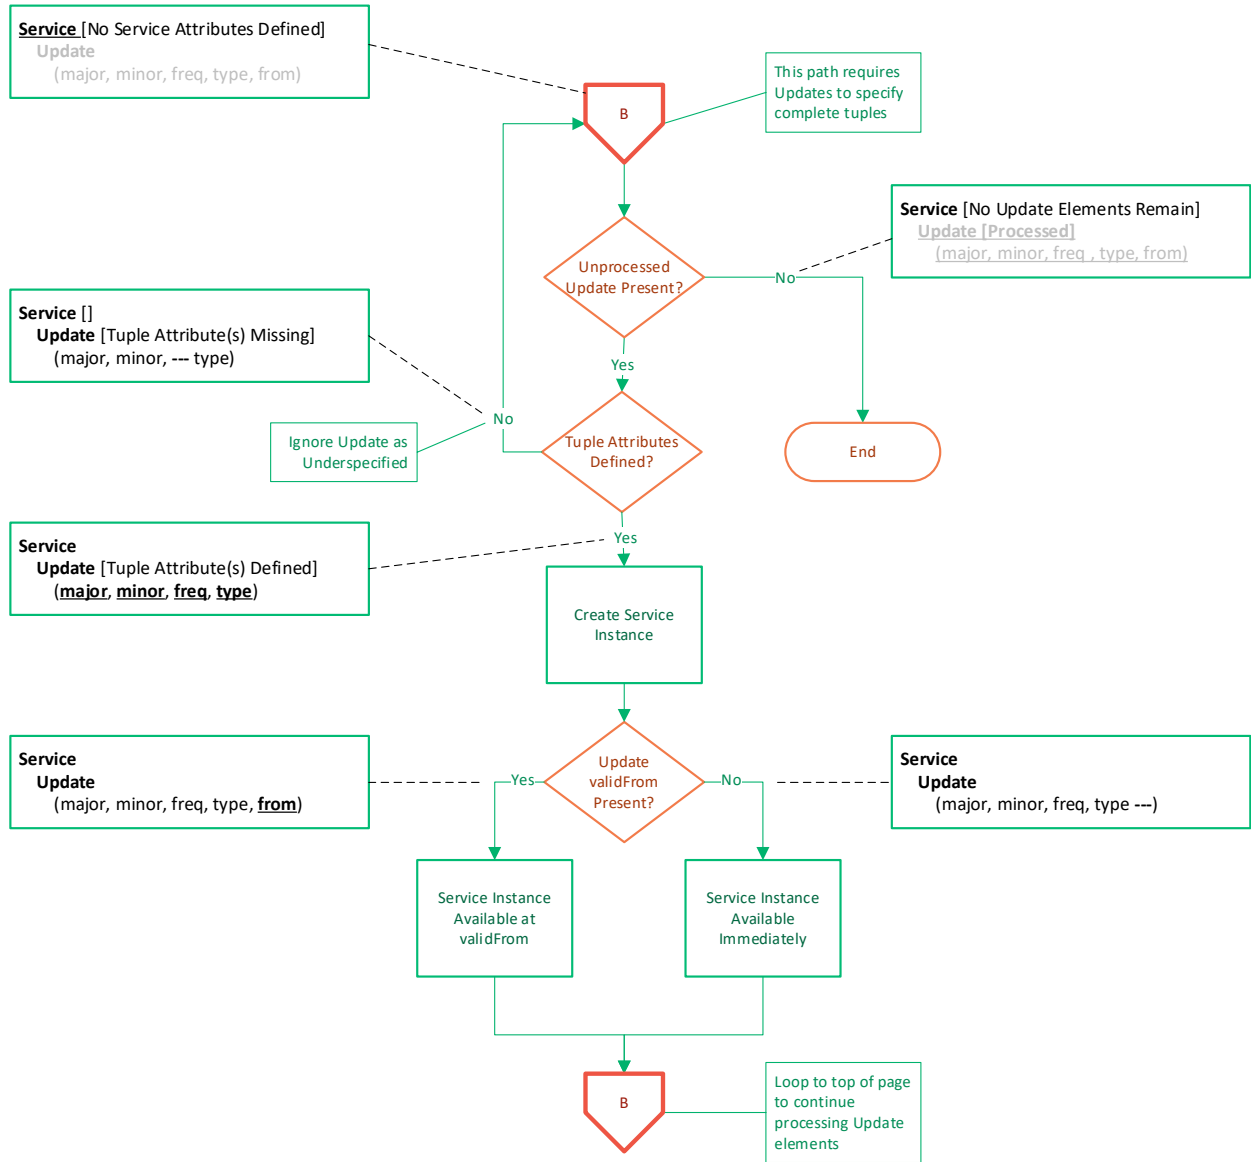 Service [No Service Attributes Defined]
Update
(major, minor, freq, type, from)
This path requires
Updates to specify
complete tuples
B
Service [No Update Elements Remain]
Update [Processed]
(major, minor, freq , type, from)
Unprocessed
Update Present?
No
Service []
Update [Tuple Attribute(s) Missing]
(major, minor, --- type)
Yes
No
Ignore Update as
Underspecified
Tuple Attributes
Defined?
End
Service
Update [Tuple Attribute(s) Defined]
(major, minor, freq, type)
Yes
Create Service
Instance
Service
Update
(major, minor, freq, type, from)
Yes
Update
validFrom
Present?
No
Service
Update
(major, minor, freq, type ---)
Service Instance
Available at
validFrom
Service Instance
Available
Immediately
B
Loop to top of page
to continue
processing Update
elements